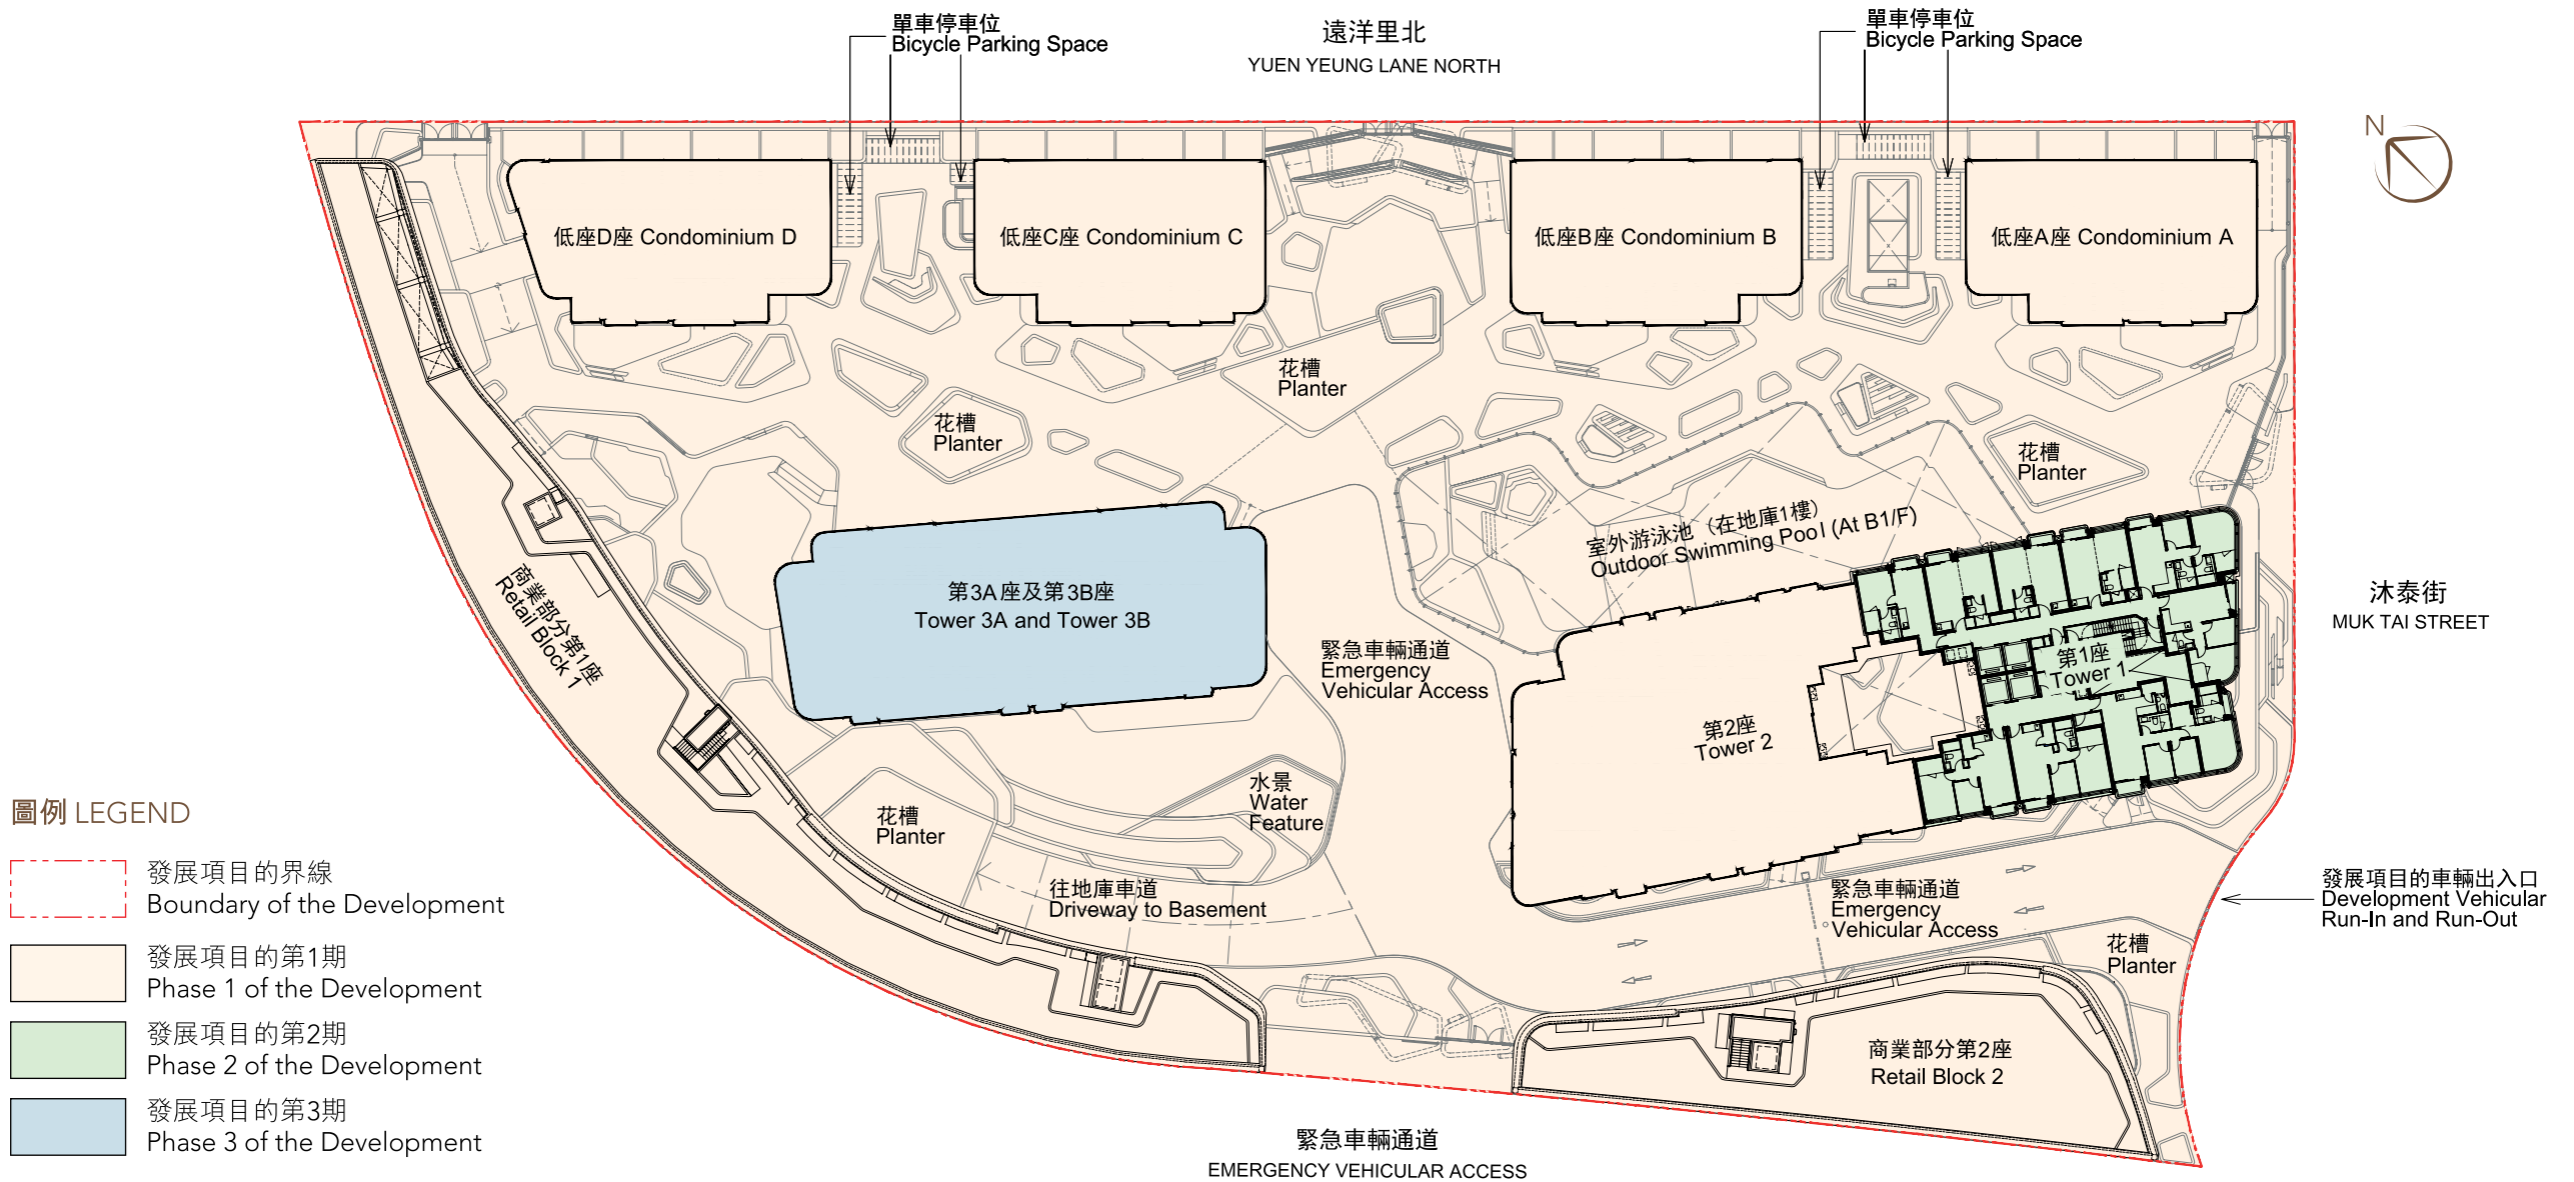 單車停車位
Bicycle Parking Space
遠洋里北
YUEN YEUNG LANE NORTH
單車停車位
Bicycle Parking Space
N
低座D座 Condominium D
低座C座 Condominium C
低座B座 Condominium B
低座A座 Condominium A
花槽
Planter
花槽
Planter
花槽
Planter
室外游泳池（在地庫1樓）
Outdoor Swimming Pool (At B1/F)
商業部分第1座
Retail Block 1
第3A座及第3B座
Tower 3A and Tower 3B
緊急車輛通道
Emergency
Vehicular Access
第1座
Tower 1
第2座
Tower 2
沐泰街
MUK TAI STREET
水景
Water
Feature
花槽
Planter
往地庫車道
Driveway to Basement
緊急車輛通道
Emergency
Vehicular Access
發展項目的車輛出入口
Development Vehicular
Run-In and Run-Out
花槽
Planter
商業部分第2座
Retail Block 2
緊急車輛通道
EMERGENCY VEHICULAR ACCESS
圖例 LEGEND
發展項目的界線
Boundary of the Development
發展項目的第1期
Phase 1 of the Development
發展項目的第2期
Phase 2 of the Development
發展項目的第3期
Phase 3 of the Development